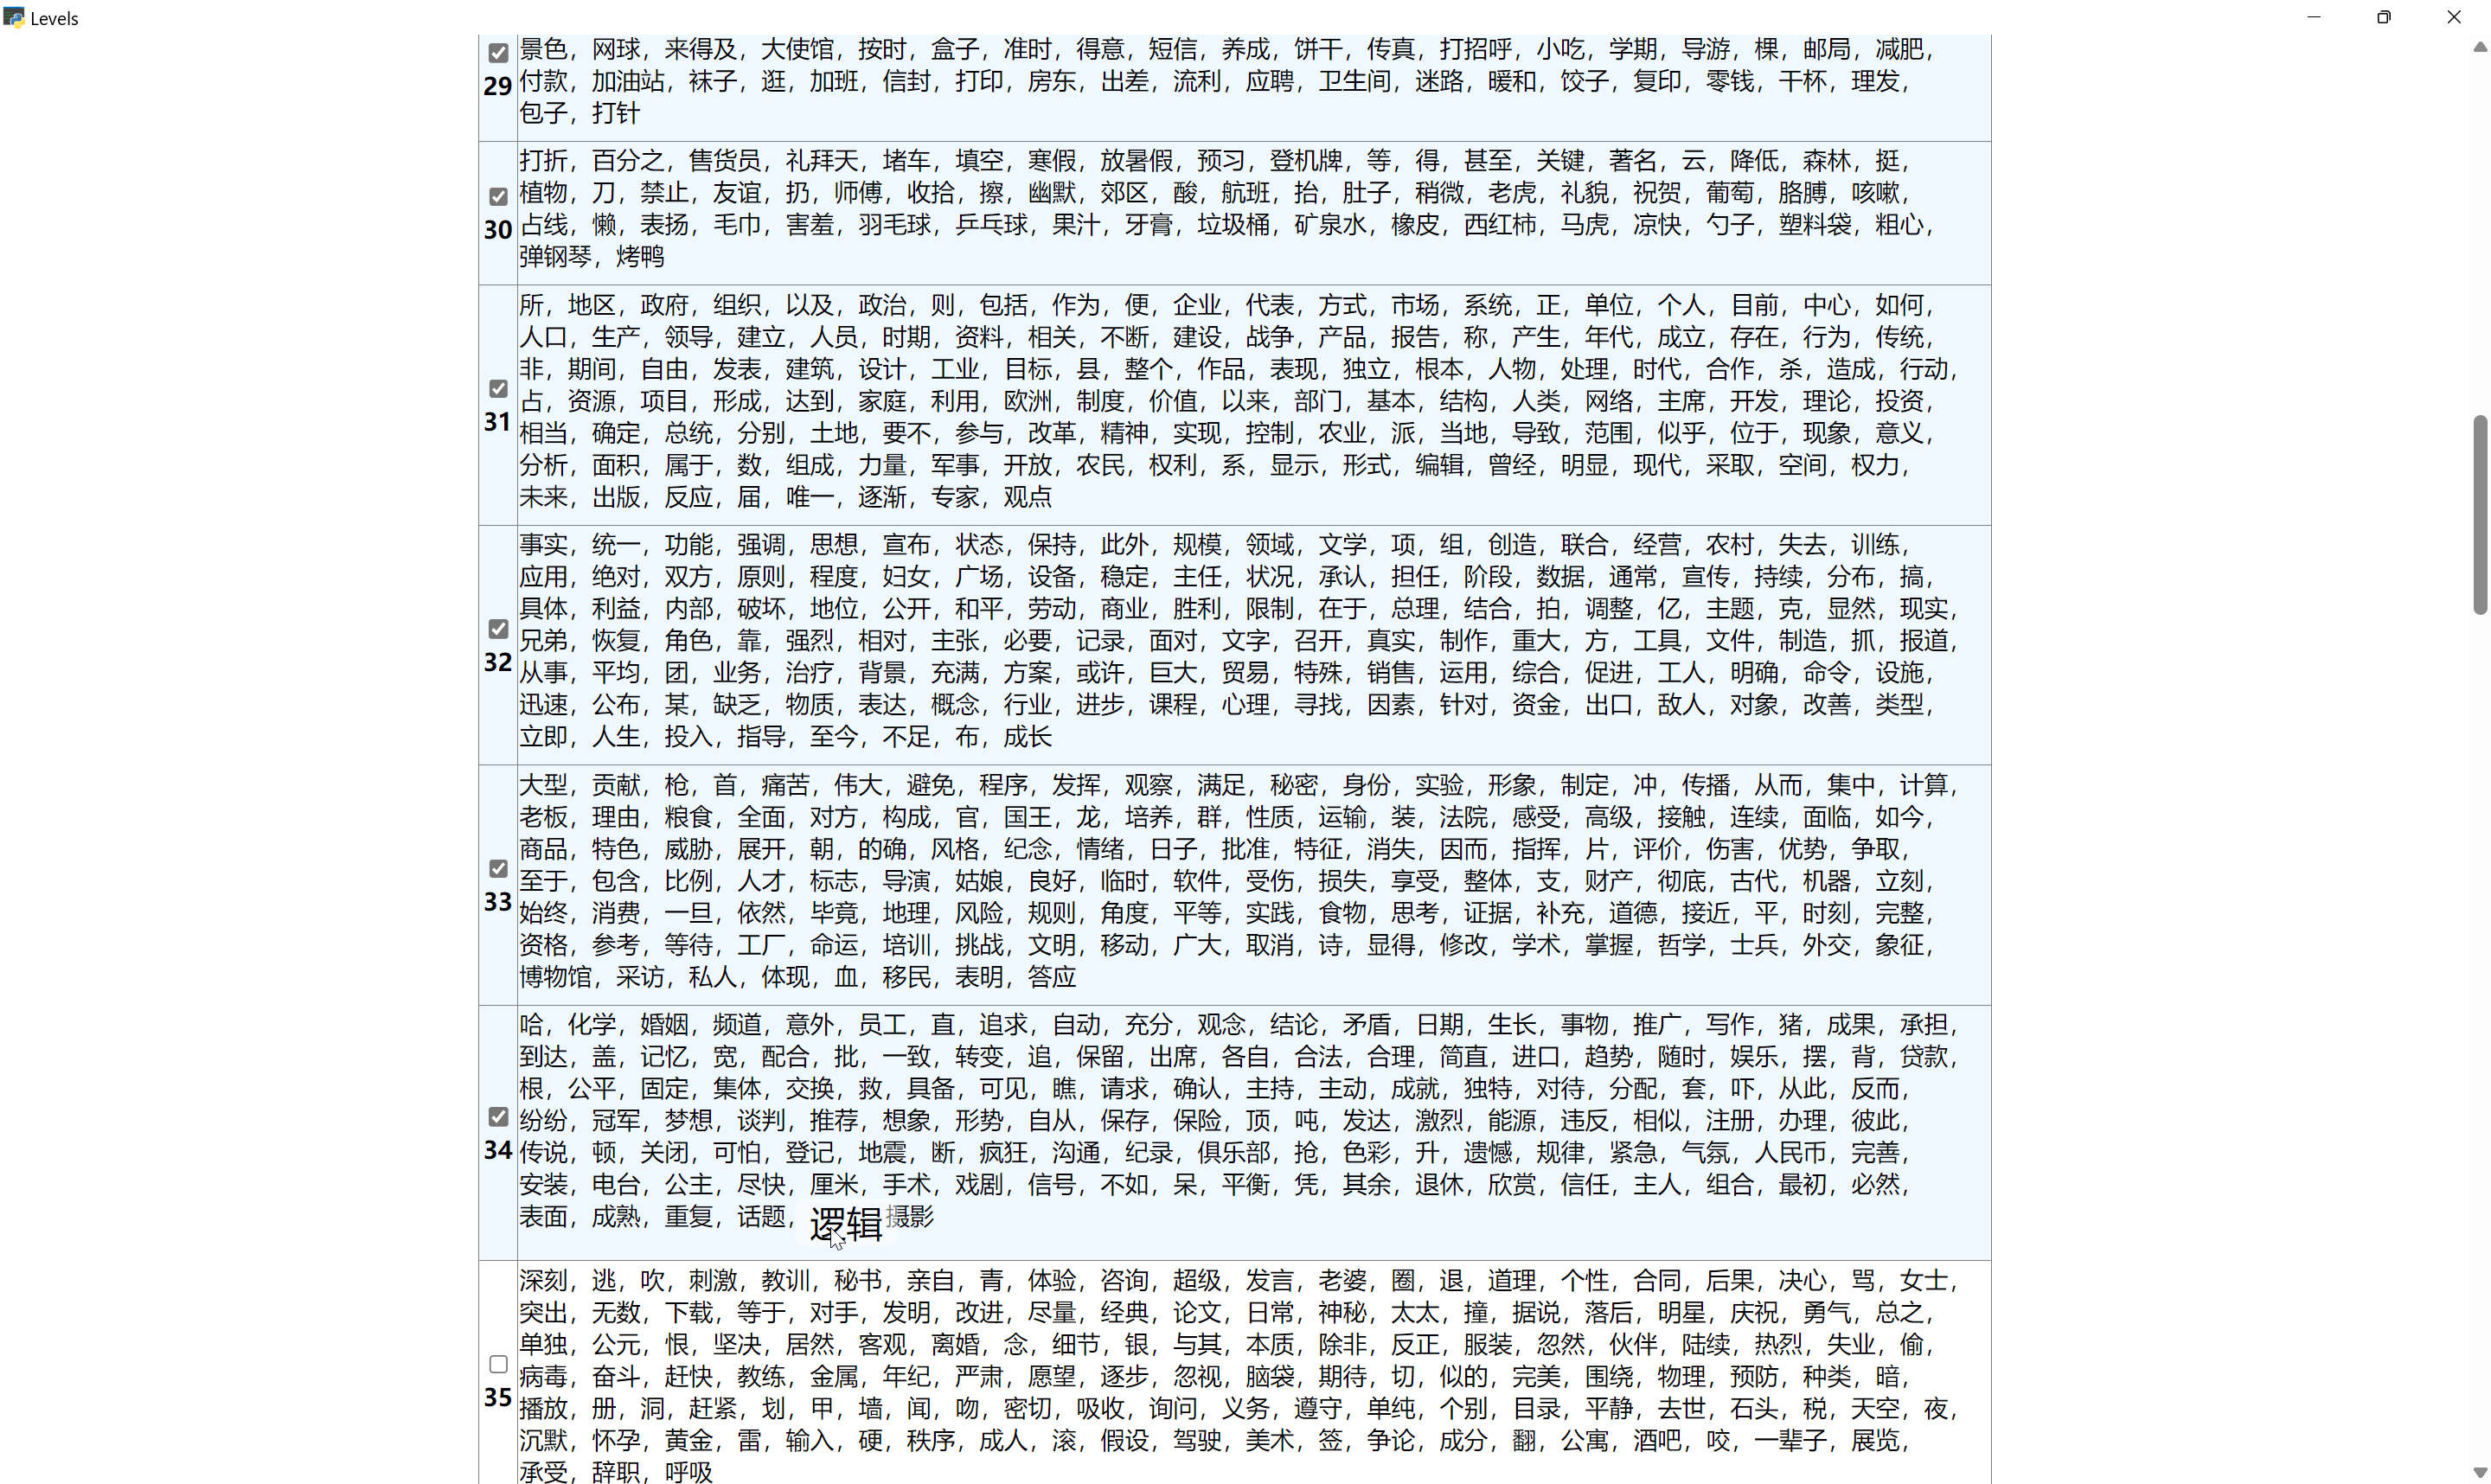 Levels
景色, 网球, 来得及, 大使馆, 按时, 盒子, 准时, 得意, 短信, 养成, 饼干, 传真, 打招呼, 小吃, 学期, 导游, 棵, 邮局, 减肥,
29 付款, 加油站, 袜子, 逛, 加班, 信封, 打印, 房东, 出差, 流利, 应聘, 卫生间, 迷路, 暖和, 饺子, 复印, 零钱, 干杯, 理发,
包子, 打针
打折, 百分之, 售货员, 礼拜天, 堵车, 填空, 寒假, 放暑假, 预习, 登机牌, 等, 得, 甚至, 关键, 著名, 云, 降低, 森林, 挺,
植物, 刀, 禁止, 友谊, 扔, 师傅, 收拾, 擦, 幽默, 郊区, 酸, 航班, 抬, 肚子, 稍微, 老虎, 礼貌, 祝贺, 葡萄, 胳膊, 咳嗽,
30 占线, 懒, 表扬, 毛巾, 害羞, 羽毛球, 乒乓球, 果汁, 牙膏, 垃圾桶, 矿泉水, 橡皮, 西红柿, 马虎, 凉快, 勺子, 塑料袋, 粗心,
弹钢琴, 烤鸭
所, 地区, 政府, 组织, 以及, 政治, 则, 包括, 作为, 便, 企业, 代表, 方式, 市场, 系统, 正, 单位, 个人, 目前, 中心, 如何,
人口, 生产, 领导, 建立, 人员, 时期, 资料, 相关, 不断, 建设, 战争, 产品, 报告, 称, 产生, 年代, 成立, 存在, 行为, 传统,
非, 期间, 自由, 发表, 建筑, 设计, 工业, 目标, 县, 整个, 作品, 表现, 独立, 根本, 人物, 处理, 时代, 合作, 杀, 造成, 行动,
31 占, 资源, 项目, 形成, 达到, 家庭, 利用, 欧洲, 制度, 价值, 以来, 部门, 基本, 结构, 人类, 网络, 主席, 开发, 理论, 投资,
相当, 确定, 总统, 分别, 土地, 要不, 参与, 改革, 精神, 实现, 控制, 农业, 派, 当地, 导致, 范围, 似乎, 位于, 现象, 意义,
分析, 面积, 属于, 数, 组成, 力量, 军事, 开放, 农民, 权利, 系, 显示, 形式, 编辑, 曾经, 明显, 现代, 采取, 空间, 权力,
未来, 出版, 反应, 届, 唯一, 逐渐, 专家, 观点
事实, 统一, 功能, 强调, 思想, 宣布, 状态, 保持, 此外, 规模, 领域, 文学, 项, 组, 创造, 联合, 经营, 农村, 失去, 训练,
应用, 绝对, 双方, 原则, 程度, 妇女, 广场, 设备, 稳定, 主任, 状况, 承认, 担任, 阶段, 数据, 通常, 宣传, 持续, 分布, 搞,
具体, 利益, 内部, 破坏, 地位, 公开, 和平, 劳动, 商业, 胜利, 限制, 在于, 总理, 结合, 拍, 调整, 亿, 主题, 克, 显然, 现实,
32 兄弟, 恢复, 角色, 靠, 强烈, 相对, 主张, 必要, 记录, 面对, 文字, 召开, 真实, 制作, 重大, 方, 工具, 文件, 制造, 抓, 报道,
从事, 平均, 团, 业务, 治疗, 背景, 充满, 方案, 或许, 巨大, 贸易, 特殊, 销售, 运用, 综合, 促进, 工人, 明确, 命令, 设施,
迅速, 公布, 某, 缺乏, 物质, 表达, 概念, 行业, 进步, 课程, 心理, 寻找, 因素, 针对, 资金, 出口, 敌人, 对象, 改善, 类型,
立即, 人生, 投入, 指导, 至今, 不足, 布, 成长
大型, 贡献, 枪, 首, 痛苦, 伟大, 避免, 程序, 发挥, 观察, 满足, 秘密, 身份, 实验, 形象, 制定, 冲, 传播, 从而, 集中, 计算,
老板, 理由, 粮食, 全面, 对方, 构成, 官, 国王, 龙, 培养, 群, 性质, 运输, 装, 法院, 感受, 高级, 接触, 连续, 面临, 如今,
商品, 特色, 威胁, 展开, 朝, 的确, 风格, 纪念, 情绪, 日子, 批准, 特征, 消失, 因而, 指挥, 片, 评价, 伤害, 优势, 争取,
33 至于, 包含, 比例, 人才, 标志, 导演, 姑娘, 良好, 临时, 软件, 受伤, 损失, 享受, 整体, 支, 财产, 彻底, 古代, 机器, 立刻,
始终, 消费, 一旦, 依然, 毕竟, 地理, 风险, 规则, 角度, 平等, 实践, 食物, 思考, 证据, 补充, 道德, 接近, 平, 时刻, 完整,
资格, 参考, 等待, 工厂, 命运, 培训, 挑战, 文明, 移动, 广大, 取消, 诗, 显得, 修改, 学术, 掌握, 哲学, 士兵, 外交, 象征,
博物馆, 采访, 私人, 体现, 血, 移民, 表明, 答应
哈, 化学, 婚姻, 频道, 意外, 员工, 直, 追求, 自动, 充分, 观念, 结论, 矛盾, 日期, 生长, 事物, 推广, 写作, 猪, 成果, 承担,
到达, 盖, 记忆, 宽, 配合, 批, 一致, 转变, 追, 保留, 出席, 各自, 合法, 合理, 简直, 进口, 趋势, 随时, 娱乐, 摆, 背, 贷款,
根, 公平, 固定, 集体, 交换, 救, 具备, 可见, 瞧, 请求, 确认, 主持, 主动, 成就, 独特, 对待, 分配, 套, 吓, 从此, 反而,
纷纷, 冠军, 梦想, 谈判, 推荐, 想象, 形势, 自从, 保存, 保险, 顶, 吨, 发达, 激烈, 能源, 违反, 相似, 注册, 办理, 彼此,
34 传说, 顿, 关闭, 可怕, 登记, 地震, 断, 疯狂, 沟通, 纪录, 俱乐部, 抢, 色彩, 升, 遗憾, 规律, 紧急, 气氛, 人民币, 完善,
安装, 电台, 公主, 尽快, 厘米, 手术, 戏剧, 信号, 不如, 呆, 平衡, 凭, 其余, 退休, 欣赏, 信任, 主人, 组合, 最初, 必然,
表面, 成熟, 重复, 话题, 逻辑 摄影
深刻, 逃, 吹, 刺激, 教训, 秘书, 亲自, 青, 体验, 咨询, 超级, 发言, 老婆, 圈, 退, 道理, 个性, 合同, 后果, 决心, 骂, 女士,
突出, 无数, 下载, 等于, 对手, 发明, 改进, 尽量, 经典, 论文, 日常, 神秘, 太太, 撞, 据说, 落后, 明星, 庆祝, 勇气, 总之,
单独, 公元, 恨, 坚决, 居然, 客观, 离婚, 念, 细节, 银, 与其, 本质, 除非, 反正, 服装, 忽然, 伙伴, 陆续, 热烈, 失业, 偷,
病毒, 奋斗, 赶快, 教练, 金属, 年纪, 严肃, 愿望, 逐步, 忽视, 脑袋, 期待, 切, 似的, 完美, 围绕, 物理, 预防, 种类, 暗,
35 播放, 册, 洞, 赶紧, 划, 甲, 墙, 闻, 吻, 密切, 吸收, 询问, 义务, 遵守, 单纯, 个别, 目录, 平静, 去世, 石头, 税, 天空, 夜,
沉默, 怀孕, 黄金, 雷, 输入, 硬, 秩序, 成人, 滚, 假设, 驾驶, 美术, 签, 争论, 成分, 翻, 公寓, 酒吧, 咬, 一辈子, 展览,
承受, 辞职, 呼吸